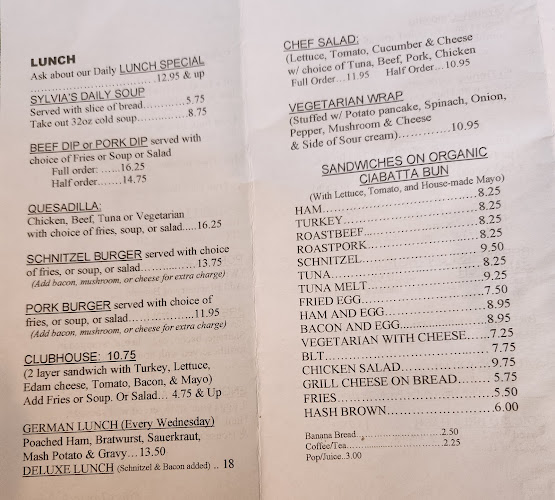 LUNCH
Ask about our Daily LUNCH SPECIAL
....................................12.95 & up
SYLVIA'S DAILY SOUP
Served with slice of bread............5.75
Take out 32oz cold soup..............8.75
BEEF DIP or PORK DIP served with
choice of Fries or Soup or Salad
Full order: ......16.25
Half order.......14.75
QUESADILLA:
Chicken, Beef, Tuna or Vegetarian
with choice of fries, soup, or salad.....16.25
SCHNITZEL BURGER served with choice
of fries, or soup, or salad.................13.75
(Add bacon, mushroom, or cheese for extra charge)
PORK BURGER served with choice of
fries, or soup, or salad....................11.95
(Add bacon, mushroom, or cheese for extra charge)
CLUBHOUSE: 10.75
(2 layer sandwich with Turkey, Lettuce,
Edam cheese, Tomato, Bacon, & Mayo)
Add Fries or Soup. Or Salad... 4.75 & Up
GERMAN LUNCH (Every Wednesday)
Poached Ham, Bratwurst, Sauerkraut,
Mash Potato & Gravy...13.50
DELUXE LUNCH (Schnitzel & Bacon added) .. 18
CHEF SALAD:
(Lettuce, Tomato, Cucumber & Cheese
w/ choice of Tuna, Beef, Pork, Chicken
Full Order...11.95 Half Order...10.95
VEGETARIAN WRAP
(Stuffed w/ Potato pancake, Spinach, Onion,
Pepper, Mushroom & Cheese
& Side of Sour cream)..............10.95
SANDWICHES ON ORGANIC
CIABATTA BUN
(With Lettuce, Tomato, and House-made Mayo)
HAM.......................................8.25
TURKEY..................................8.25
ROASTBEEF.............................8.25
ROASTPORK............................8.25
SCHNITZEL..............................9.50
TUNA......................................8.25
TUNA MELT.............................9.25
FRIED EGG..............................7.50
HAM AND EGG.........................8.95
BACON AND EGG.....................8.95
VEGETARIAN WITH CHEESE......7.25
BLT........................................7.75
CHICKEN SALAD.....................9.75
GRILL CHEESE ON BREAD........5.75
FRIES.....................................5.50
HASH BROWN.........................6.00
Banana Bread.........................2.50
Coffee/Tea..............................2.25
Pop/Juice..3.00